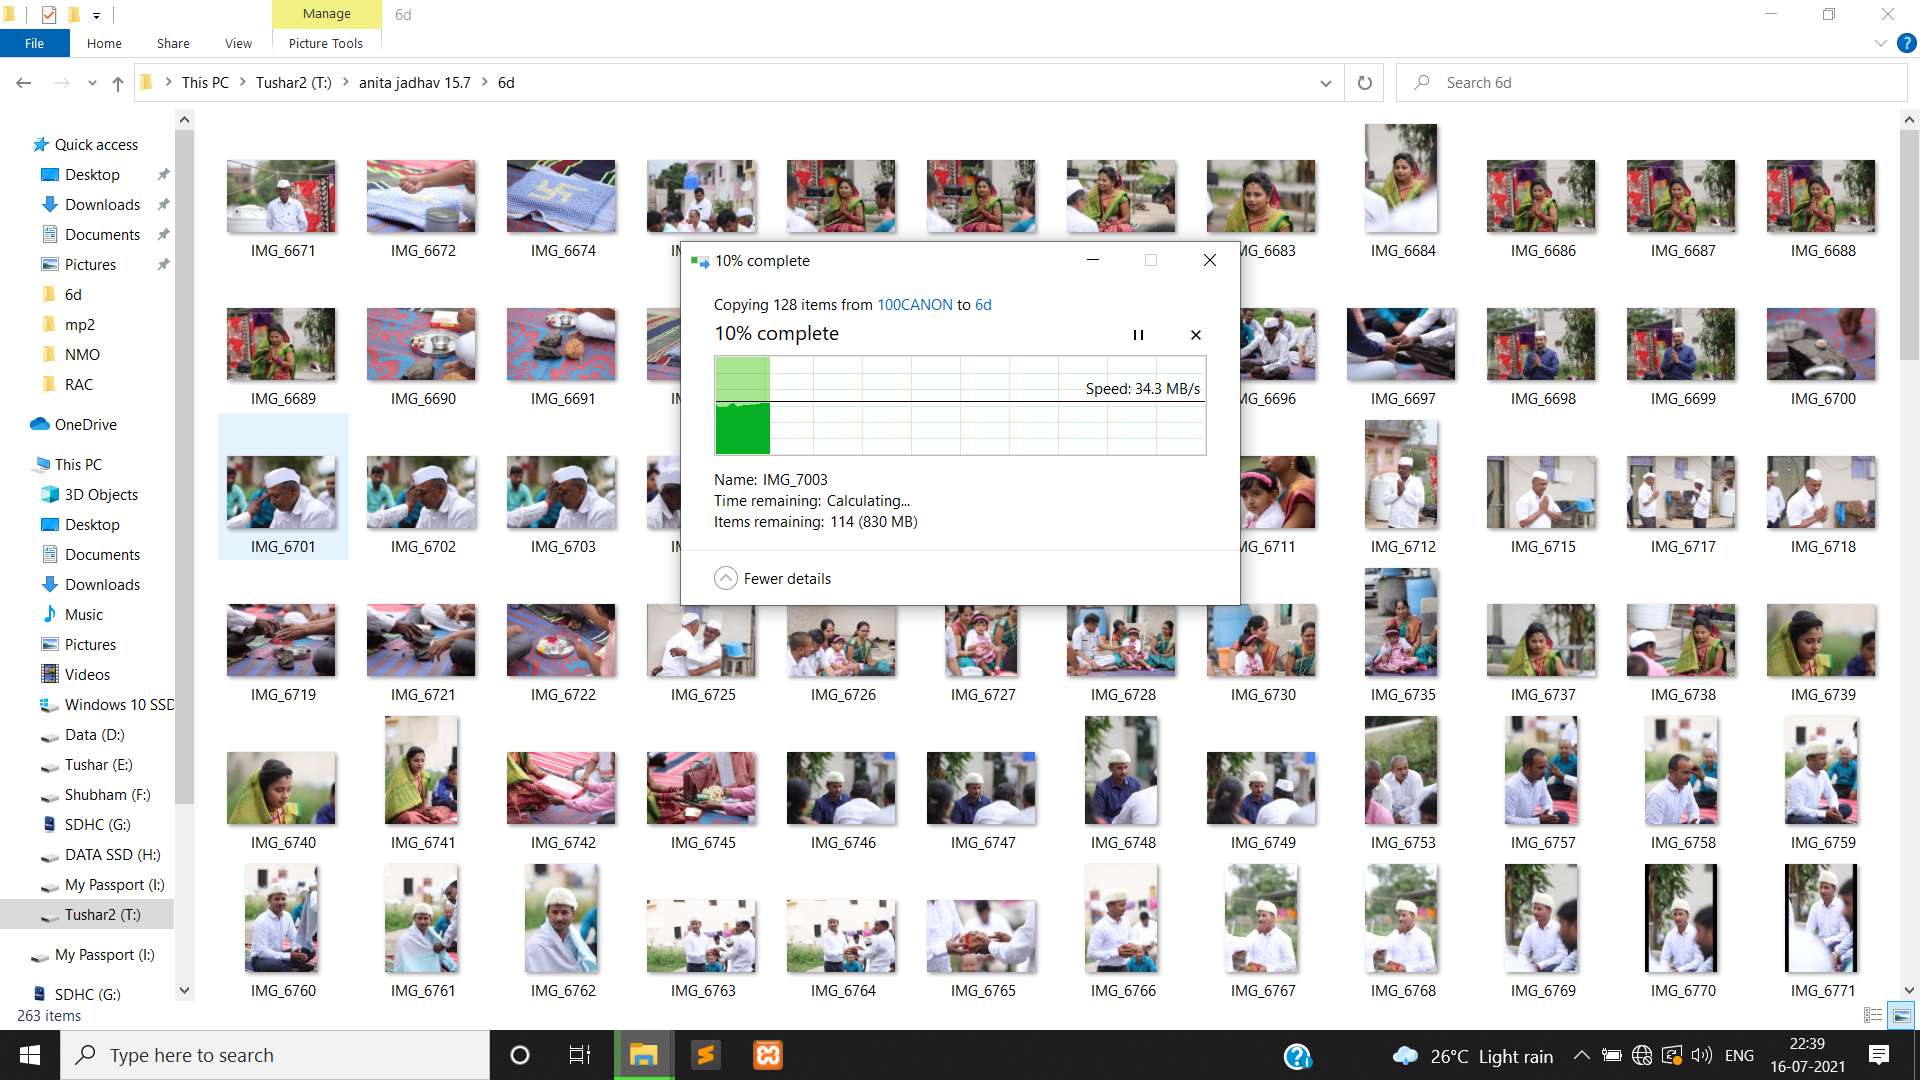 Manage
6d
File
Home
Share
View
Picture Tools
This PC
Tushar2 (T:)
anita jadhav 15.7
6d
Search 6d
Quick access
Desktop
Downloads
Documents
Pictures
6d
mp2
NMO
RAC
OneDrive
This PC
3D Objects
Desktop
Documents
Downloads
Music
Pictures
Videos
Windows 10 SSD
Data (D:)
Tushar (E:)
Shubham (F:)
SDHC (G:)
DATA SSD (H:)
My Passport (I:)
Tushar2 (T:)
My Passport (I:)
SDHC (G:)
263 items
IMG_6671 IMG_6672 IMG_6674 IMG_6683 IMG_6684 IMG_6686 IMG_6687 IMG_6688
IMG_6689 IMG_6690 IMG_6691 IMG_6696 IMG_6697 IMG_6698 IMG_6699 IMG_6700
IMG_6701 IMG_6702 IMG_6703 IMG_6711 IMG_6712 IMG_6715 IMG_6717 IMG_6718
IMG_6719 IMG_6721 IMG_6722 IMG_6725 IMG_6726 IMG_6727 IMG_6728 IMG_6730 IMG_6735 IMG_6737 IMG_6738 IMG_6739
IMG_6740 IMG_6741 IMG_6742 IMG_6745 IMG_6746 IMG_6747 IMG_6748 IMG_6749 IMG_6753 IMG_6757 IMG_6758 IMG_6759
IMG_6760 IMG_6761 IMG_6762 IMG_6763 IMG_6764 IMG_6765 IMG_6766 IMG_6767 IMG_6768 IMG_6769 IMG_6770 IMG_6771
10% complete
Copying 128 items from 100CANON to 6d
10% complete
Speed: 34.3 MB/s
Name: IMG_7003
Time remaining: Calculating...
Items remaining: 114 (830 MB)
Fewer details
Type here to search
26°C Light rain
ENG
22:39
16-07-2021